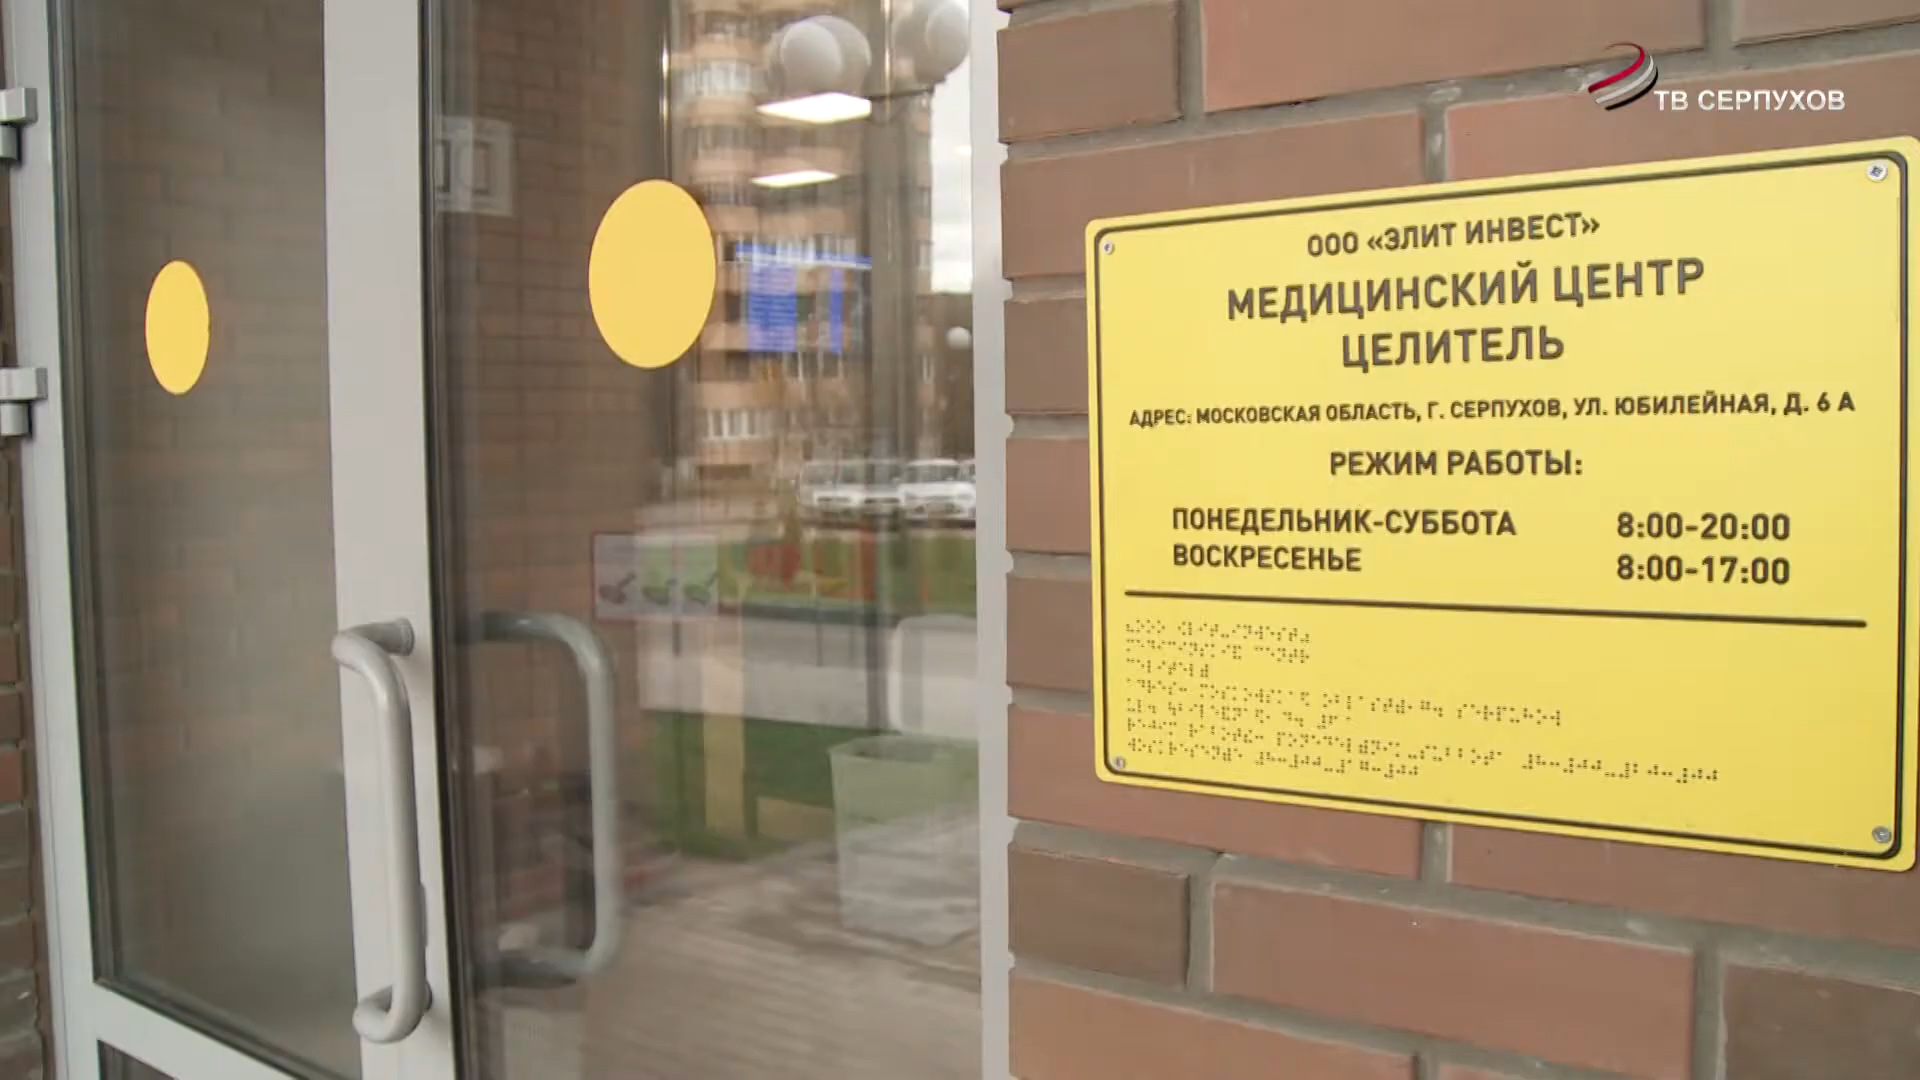 ТВ СЕРПУХОВ
ООО «ЭЛИТ ИНВЕСТ»
МЕДИЦИНСКИЙ ЦЕНТР
ЦЕЛИТЕЛЬ
АДРЕС: МОСКОВСКАЯ ОБЛАСТЬ, Г. СЕРПУХОВ, УЛ. ЮБИЛЕЙНАЯ, Д. 6 А
РЕЖИМ РАБОТЫ:
ПОНЕДЕЛЬНИК-СУББОТА 8:00-20:00
ВОСКРЕСЕНЬЕ 8:00-17:00